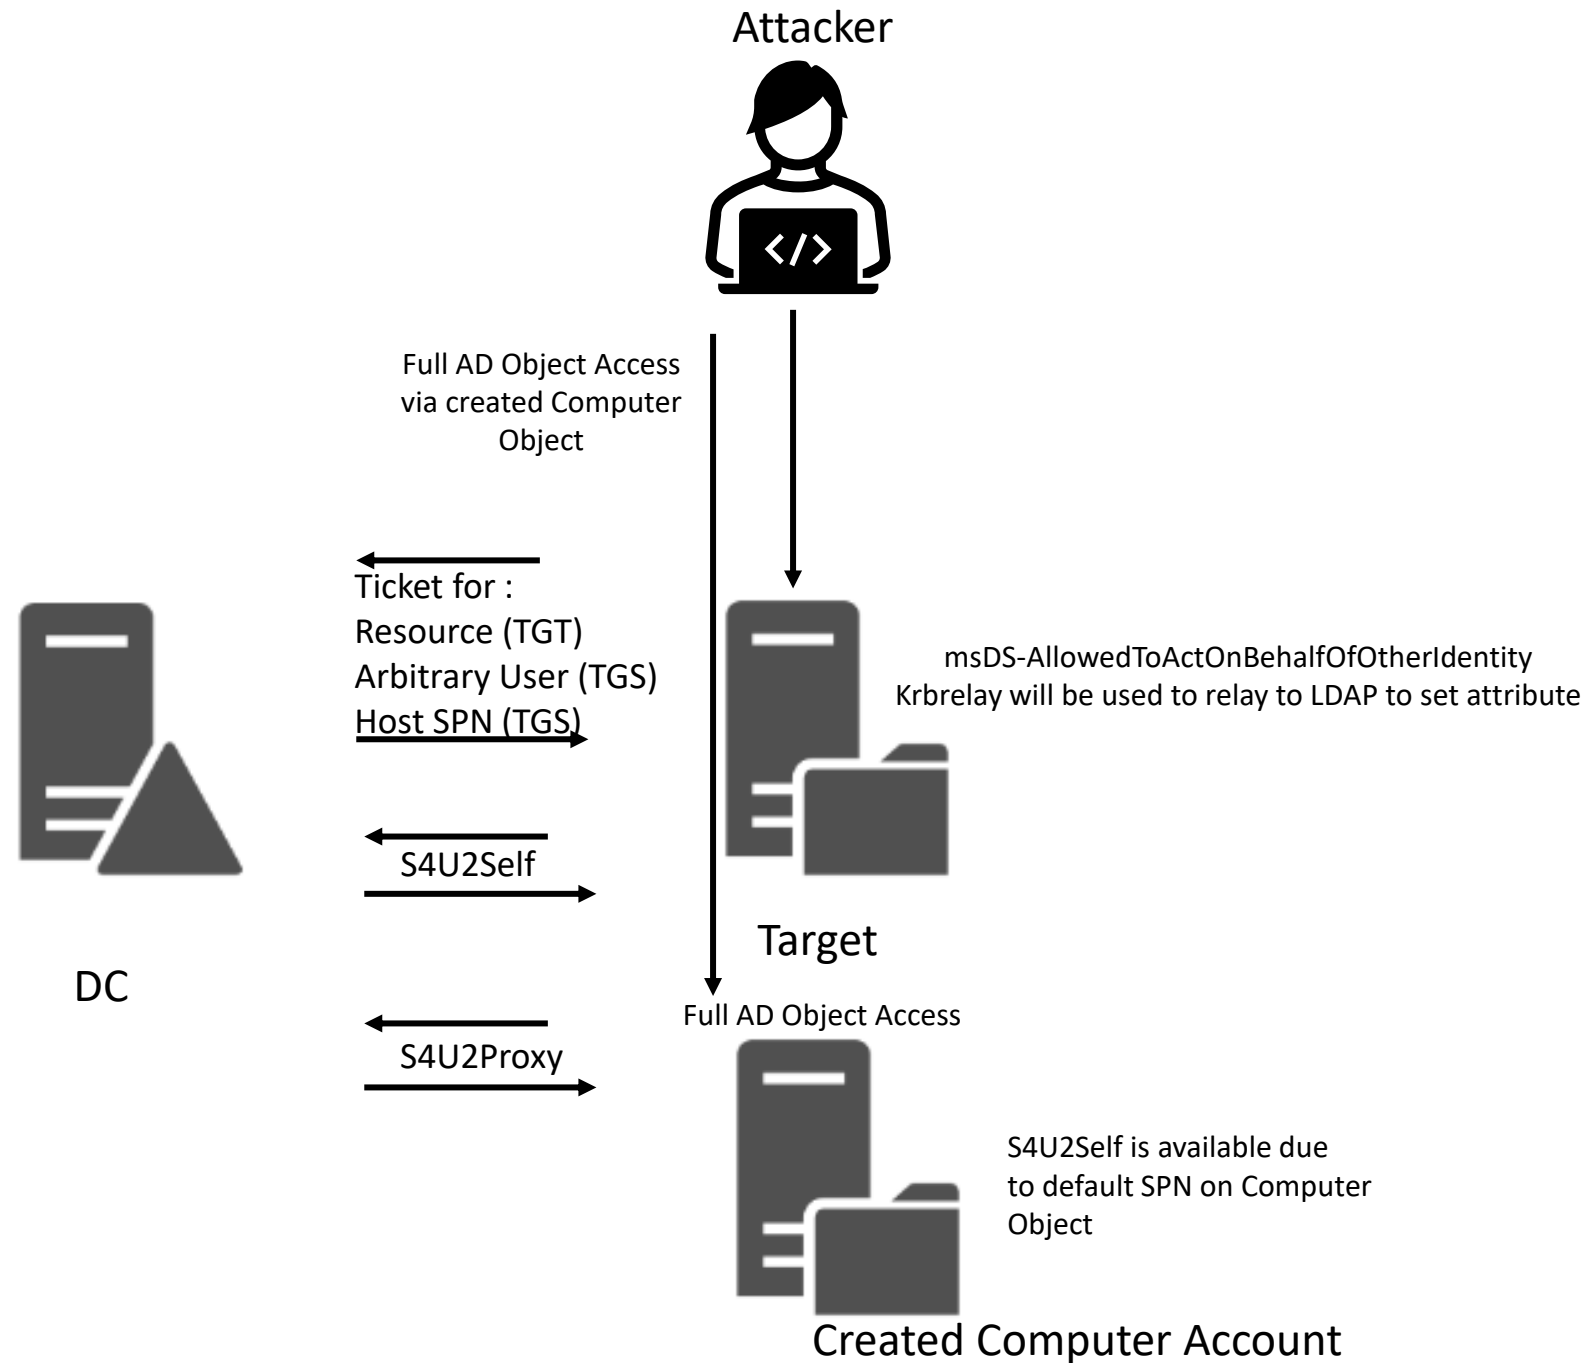 Attacker
</>
Full AD Object Access
via created Computer
Object
Ticket for :
Resource (TGT)
Arbitrary User (TGS)
Host SPN (TGS)
msDS-AllowedToActOnBehalfOfOtherIdentity
Krbrelay will be used to relay to LDAP to set attribute
S4U2Self
Target
DC
Full AD Object Access
S4U2Proxy
S4U2Self is available due
to default SPN on Computer
Object
Created Computer Account